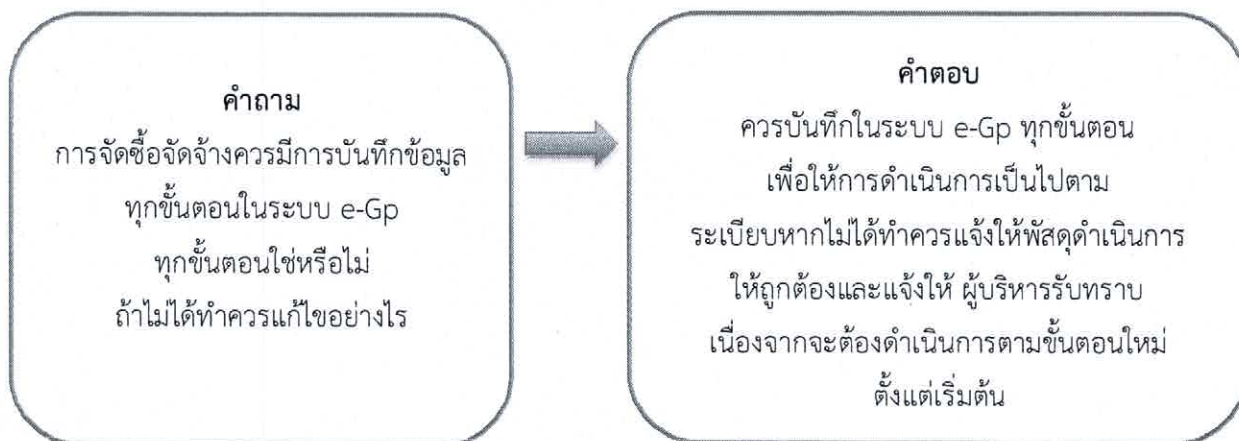 คำถาม
การจัดซื้อจัดจ้างควรมีการบันทึกข้อมูล
ทุกขั้นตอนในระบบ e-Gp
ทุกขั้นตอนใช่หรือไม่
ถ้าไม่ได้ทำควรแก้ไขอย่างไร
คำตอบ
ควรบันทึกในระบบ e-Gp ทุกขั้นตอน
เพื่อให้การดำเนินการเป็นไปตาม
ระเบียบหากไม่ได้ทำควรแจ้งให้พัสดุดำเนินการ
ให้ถูกต้องและแจ้งให้ ผู้บริหารรับทราบ
เนื่องจากจะต้องดำเนินการตามขั้นตอนใหม่
ตั้งแต่เริ่มต้น